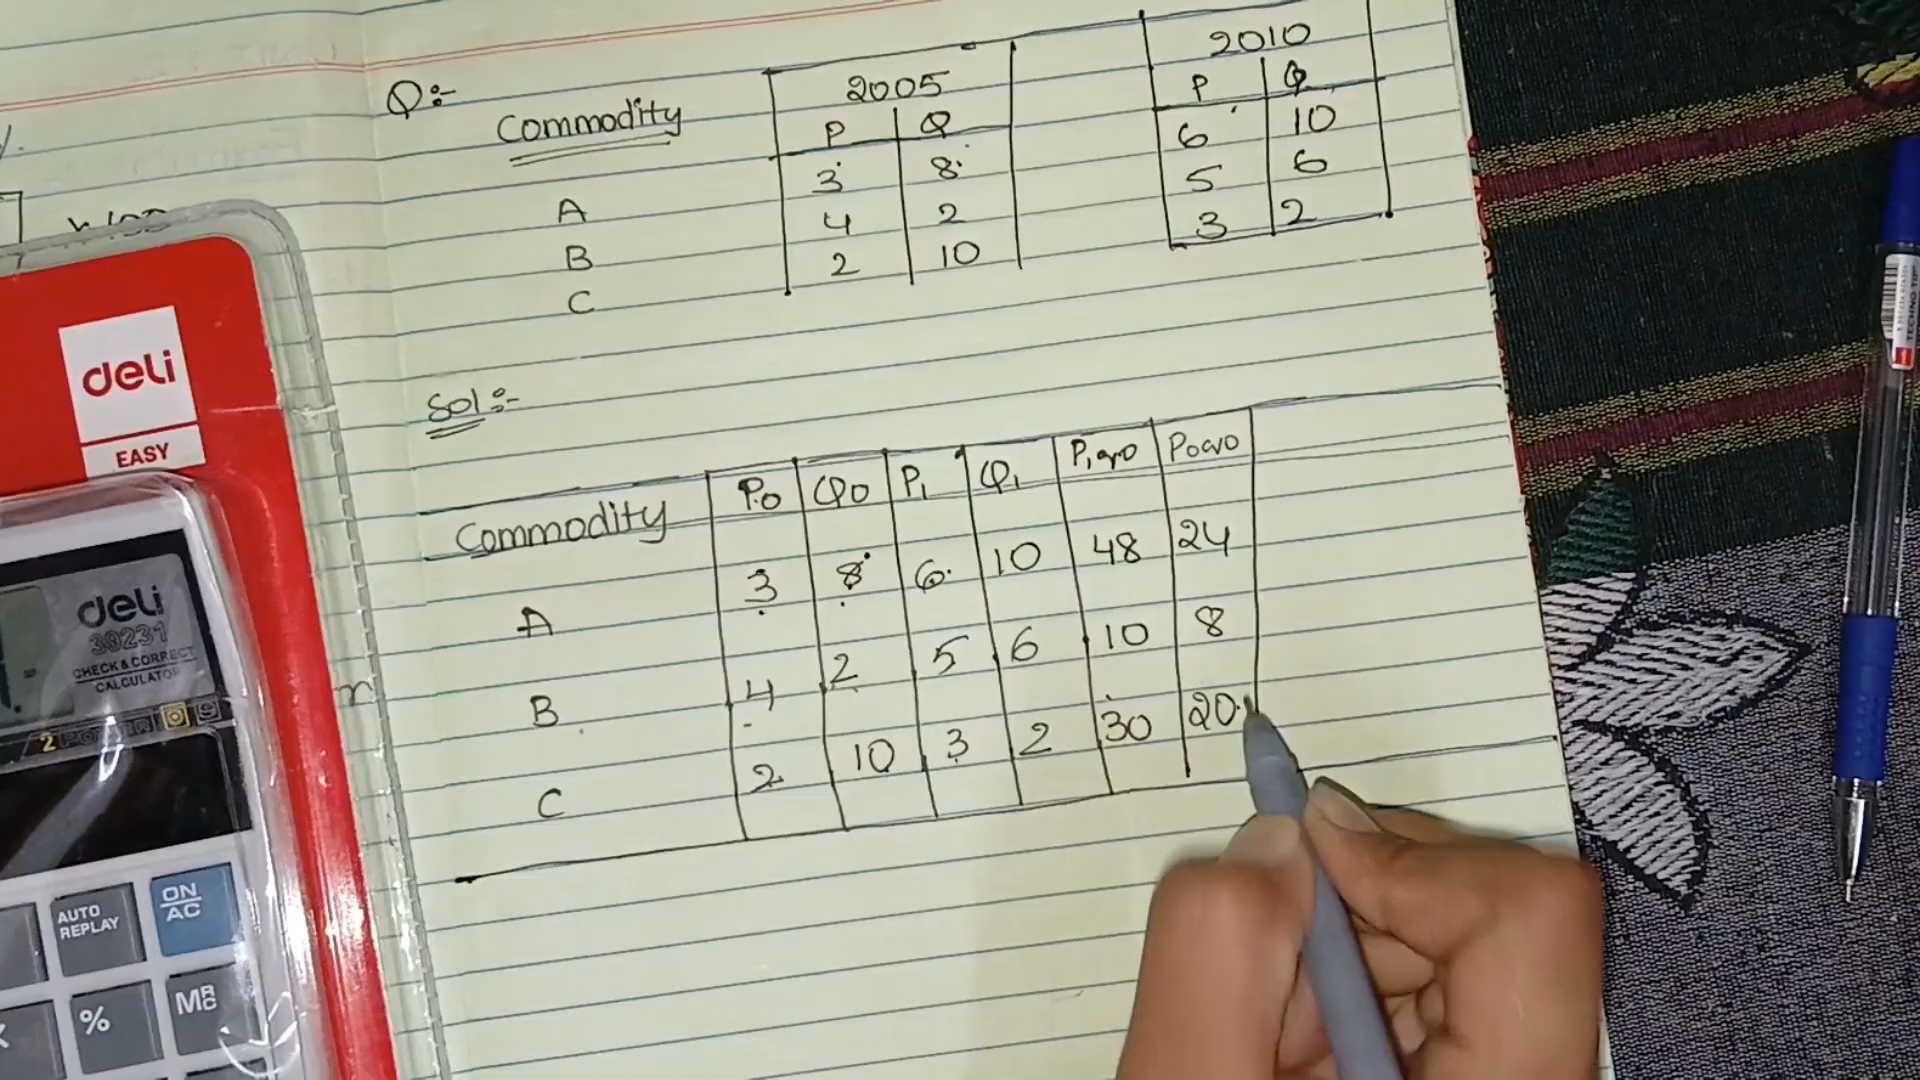 Q:-
Commodity 2005 2010
P Q P Q
A 3 8 6 10
B 4 2 5 6
C 2 10 3 2
Sol:-
Commodity P0 Q0 P1 Q1 P1q0 P0q0
A 3 8 6 10 48 24
B 4 2 5 6 10 8
C 2 10 3 2 30 20
deli
EASY
deli
39231
CHECK & CORRECT
CALCULATOR
AUTO REPLAY
ON/AC
%